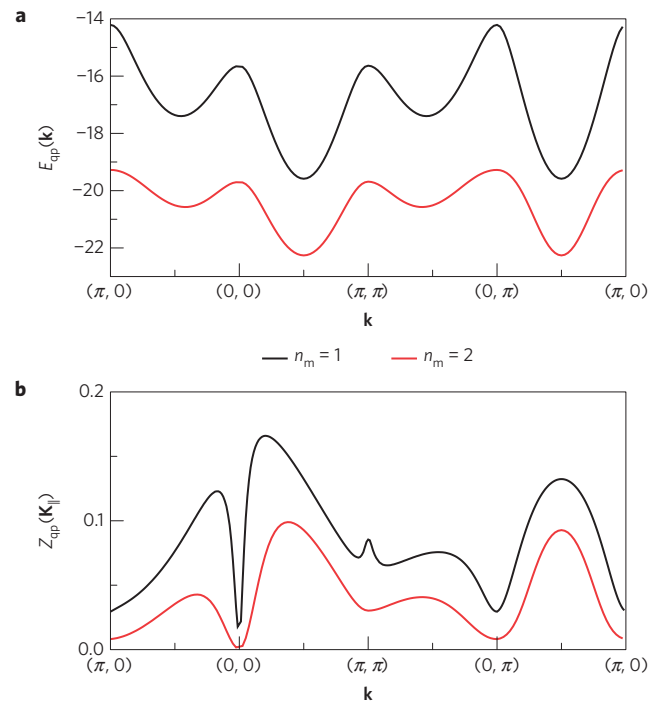 a
−14
−16
−18
−20
−22
E_qp(k)
(π, 0)
(0, 0)
(π, π)
(0, π)
(π, 0)
k
n_m = 1
n_m = 2
b
0.2
0.1
0.0
Z_qp(K_∥)
(π, 0)
(0, 0)
(π, π)
(0, π)
(π, 0)
k